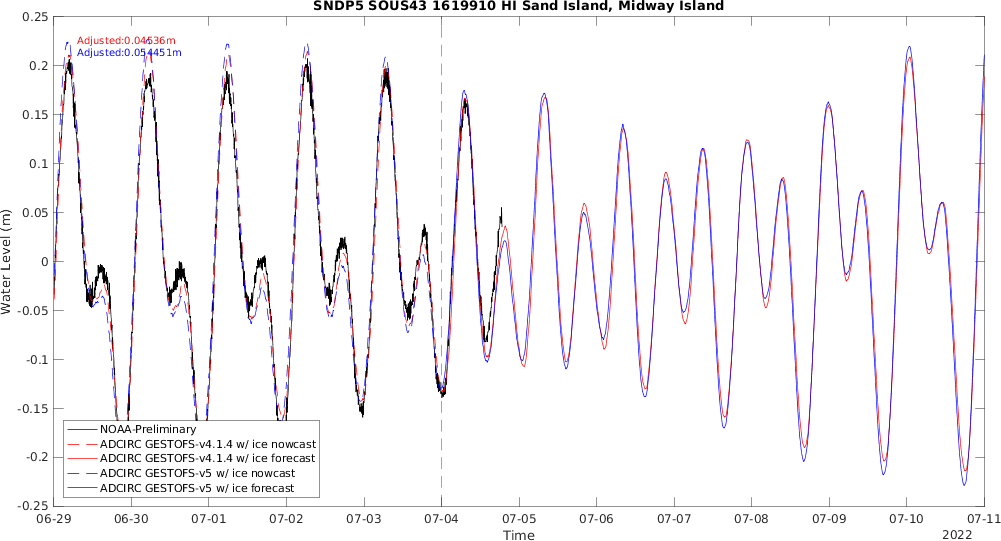 SNDP5 SOUS43 1619910 HI Sand Island, Midway Island
Adjusted:0.04536m
Adjusted:0.054451m
Water Level (m)
0.25
0.2
0.15
0.1
0.05
0
-0.05
-0.1
-0.15
-0.2
-0.25
NOAA-Preliminary
ADCIRC GESTOFS-v4.1.4 w/ ice nowcast
ADCIRC GESTOFS-v4.1.4 w/ ice forecast
ADCIRC GESTOFS-v5 w/ ice nowcast
ADCIRC GESTOFS-v5 w/ ice forecast
06-29 06-30 07-01 07-02 07-03 07-04 07-05 07-06 07-07 07-08 07-09 07-10 07-11
Time
2022